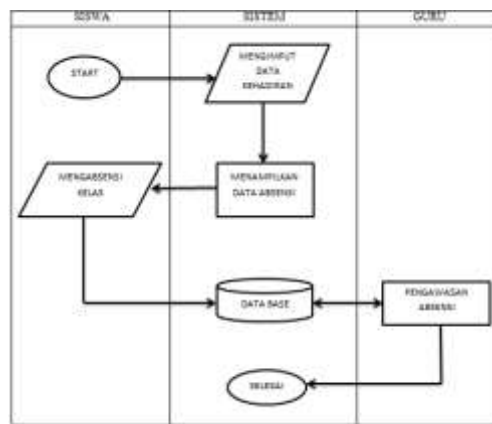 SISWA
SISTEM
GURU
START
MENGINPUT
DATA
KEHADIRAN
MENGABSENSI
KELAS
MENAMPILKAN
DATA ABSENSI
DATA BASE
PENGAWASAN
ABSENSI
SELESAI